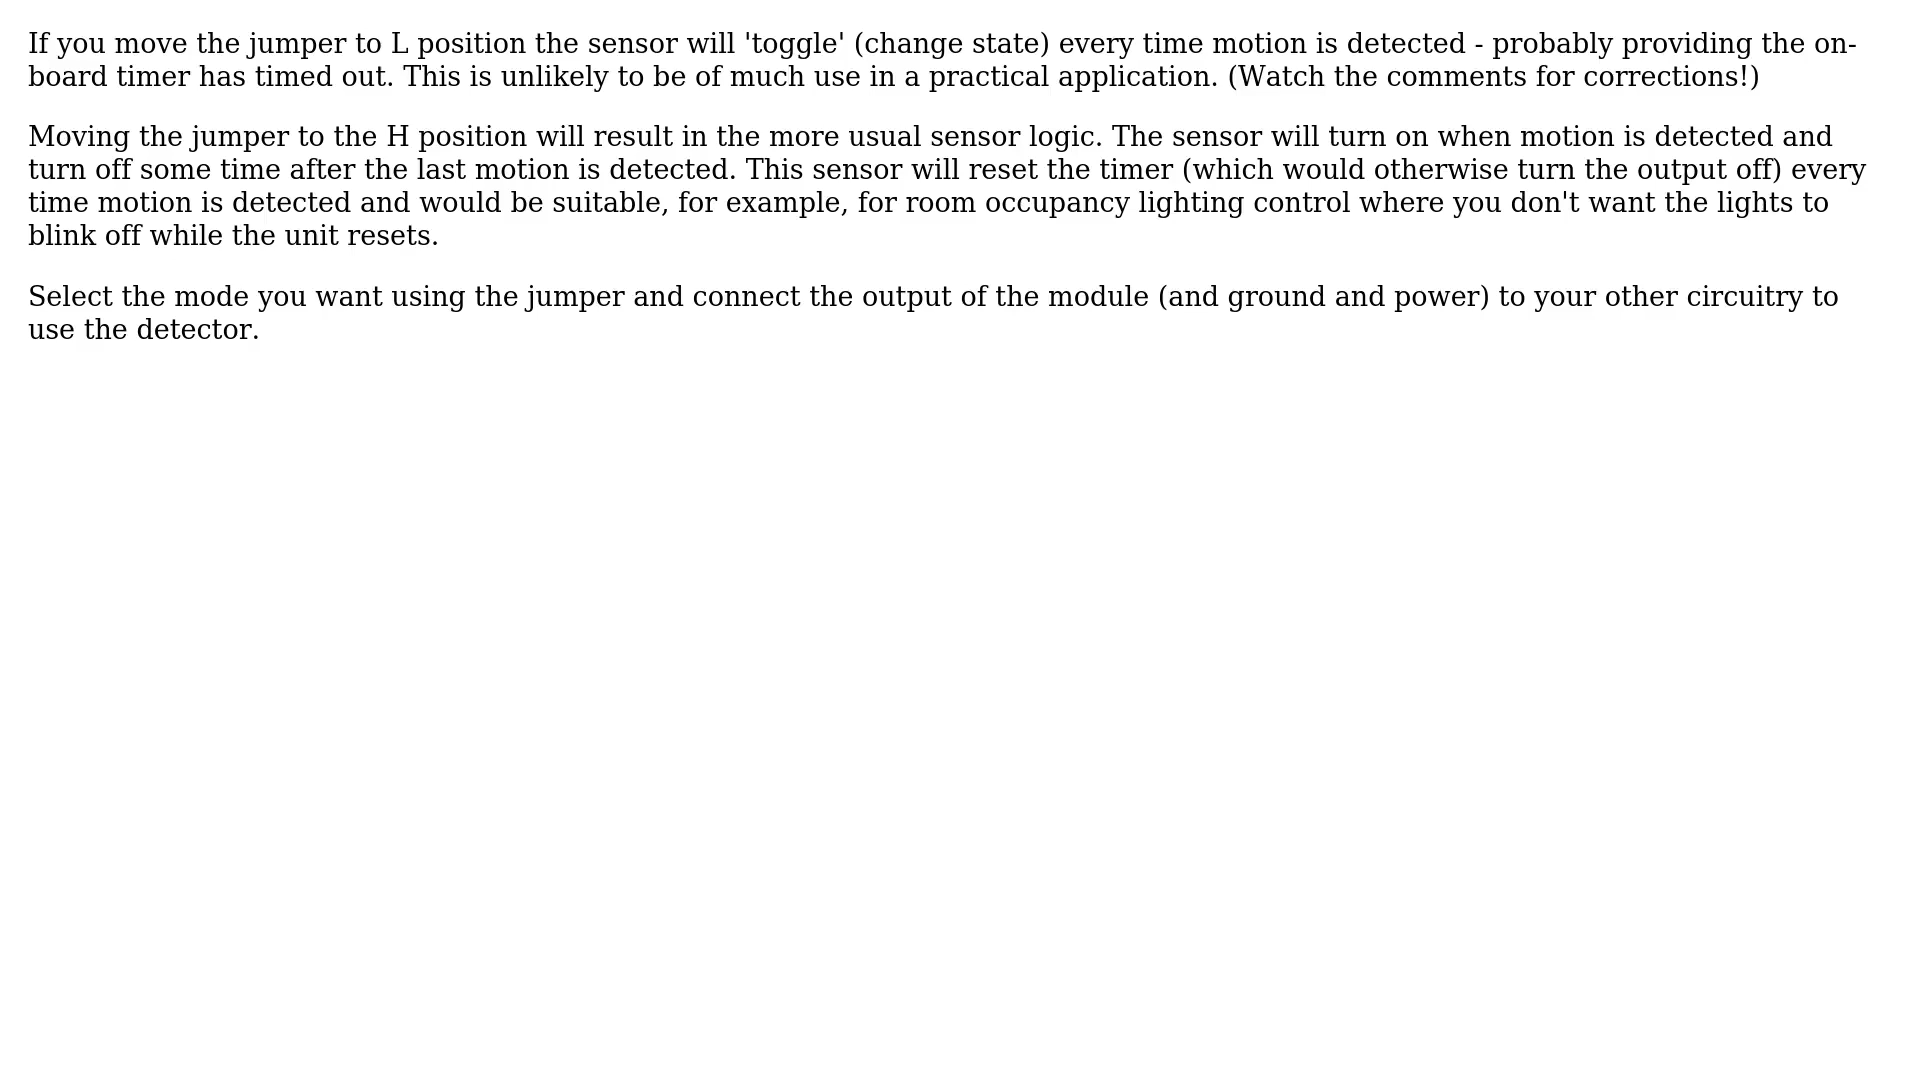 If you move the jumper to L position the sensor will 'toggle' (change state) every time motion is detected - probably providing the on-
board timer has timed out. This is unlikely to be of much use in a practical application. (Watch the comments for corrections!)
Moving the jumper to the H position will result in the more usual sensor logic. The sensor will turn on when motion is detected and
turn off some time after the last motion is detected. This sensor will reset the timer (which would otherwise turn the output off) every
time motion is detected and would be suitable, for example, for room occupancy lighting control where you don't want the lights to
blink off while the unit resets.
Select the mode you want using the jumper and connect the output of the module (and ground and power) to your other circuitry to
use the detector.